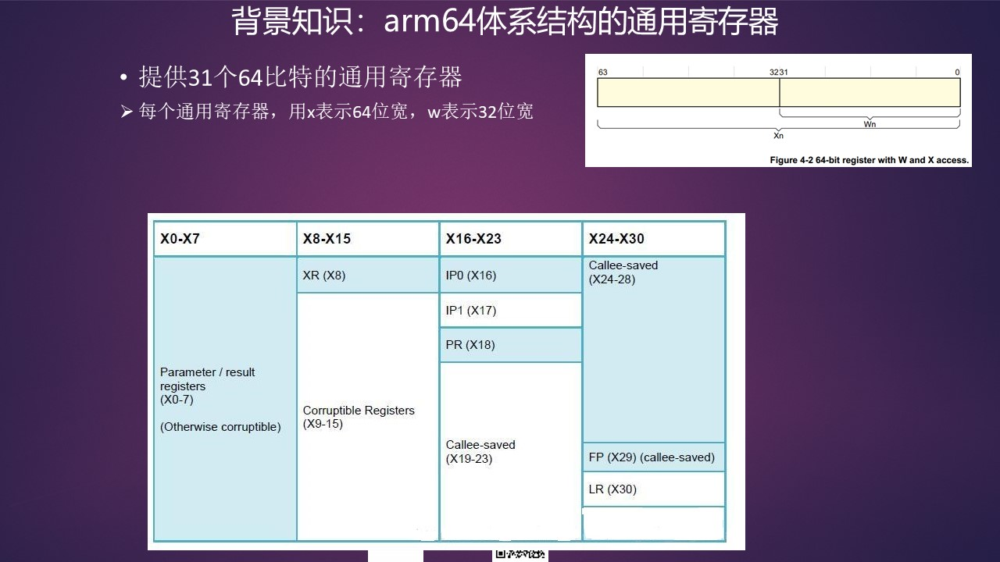 背景知识：arm64体系结构的通用寄存器
• 提供31个64比特的通用寄存器
➢ 每个通用寄存器，用x表示64位宽，w表示32位宽
63 3231 0
Wn
Xn
Figure 4-2 64-bit register with W and X access.
X0-X7 X8-X15 X16-X23 X24-X30
Parameter / result
registers
(X0-7)
(Otherwise corruptible)
XR (X8)
Corruptible Registers
(X9-15)
IP0 (X16)
IP1 (X17)
PR (X18)
Callee-saved
(X19-23)
Callee-saved
(X24-28)
FP (X29) (callee-saved)
LR (X30)